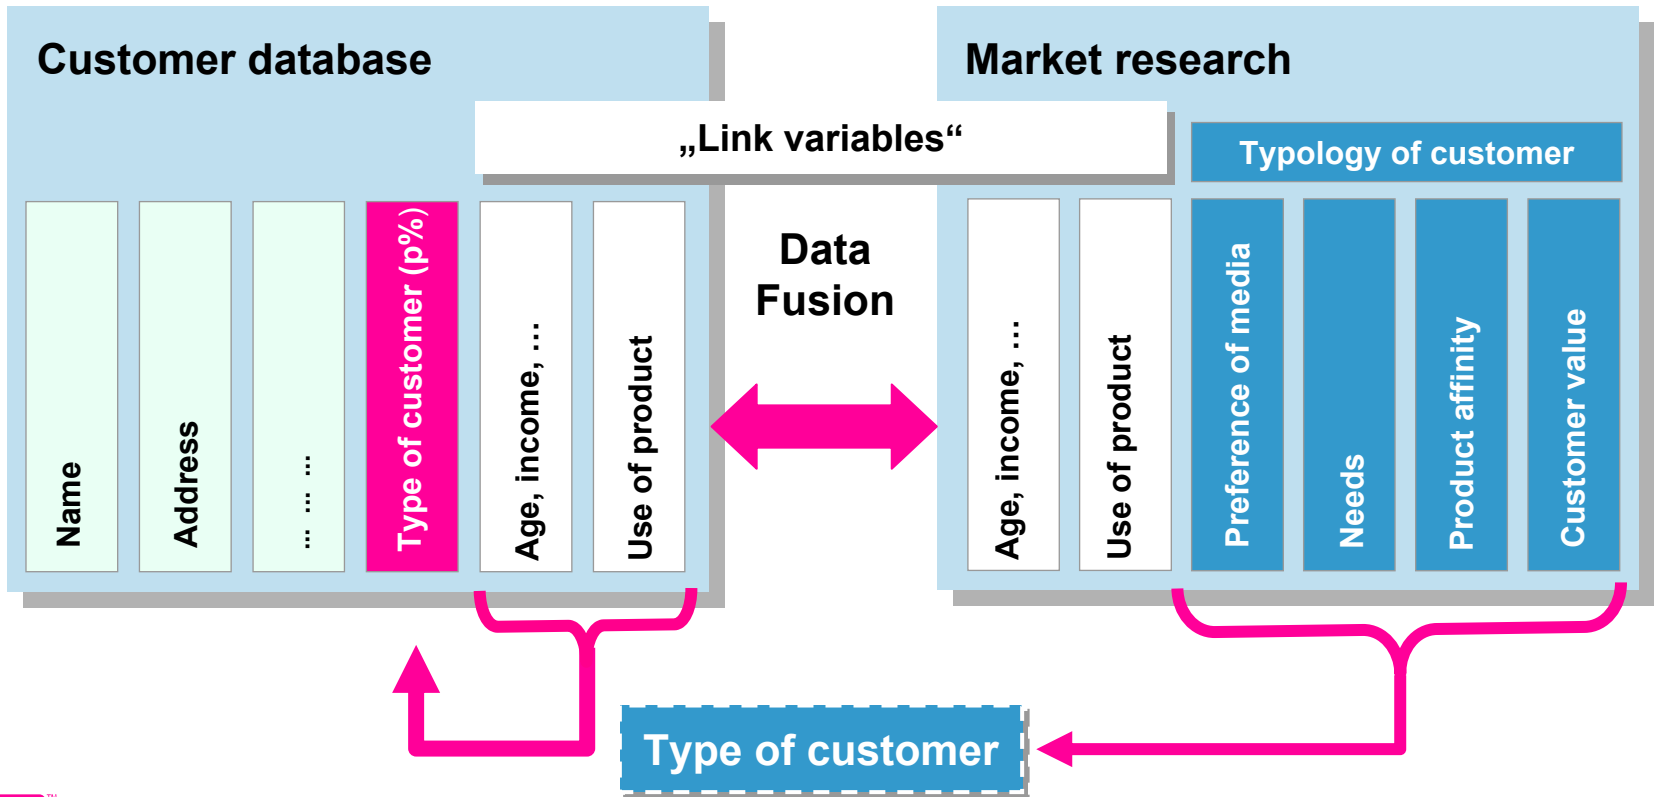 Customer database
Market research
„Link variables“
Typology of customer
Name
Address
... ... ...
Type of customer (p%)
Age, income, ...
Use of product
Data
Fusion
Age, income, ...
Use of product
Preference of media
Needs
Product affinity
Customer value
Type of customer
TM